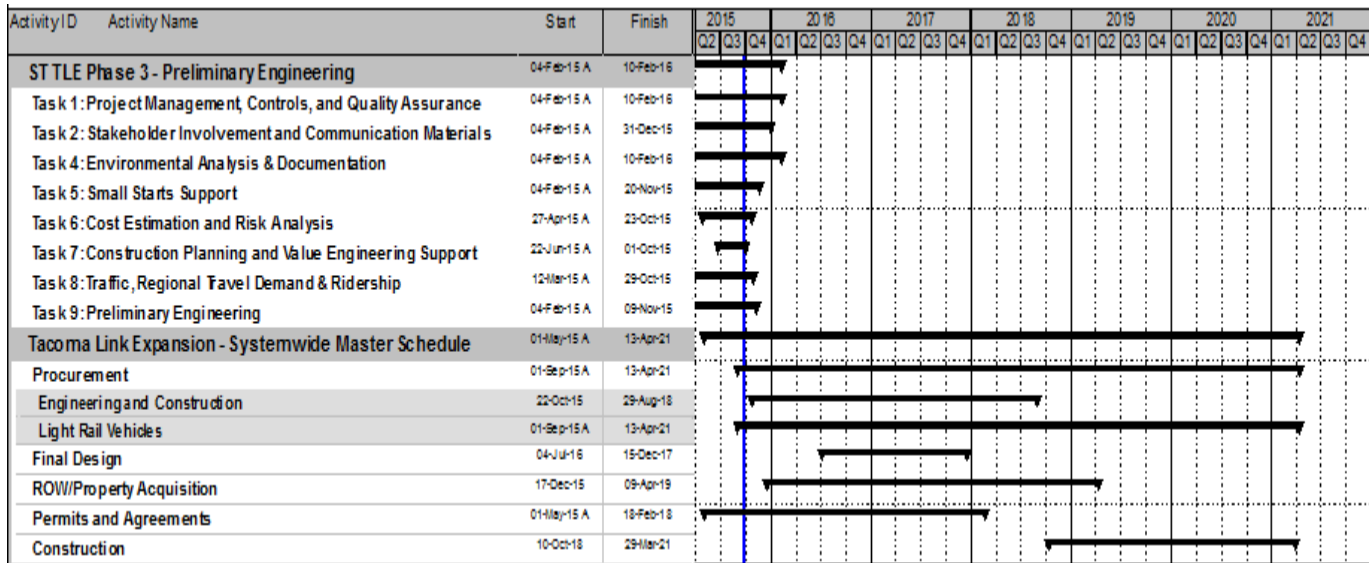 Activity ID Activity Name Start Finish 2015 2016 2017 2018 2019 2020 2021
Q2 Q3 Q4 Q1 Q2 Q3 Q4 Q1 Q2 Q3 Q4 Q1 Q2 Q3 Q4 Q1 Q2 Q3 Q4 Q1 Q2 Q3 Q4 Q1 Q2 Q3 Q4
ST TLE Phase 3 - Preliminary Engineering 04-Feb-15 A 10-Feb-16
Task 1: Project Management, Controls, and Quality Assurance 04-Feb-15 A 10-Feb-16
Task 2: Stakeholder Involvement and Communication Materials 04-Feb-15 A 31-Dec-15
Task 4: Environmental Analysis & Documentation 04-Feb-15 A 10-Feb-16
Task 5: Small Starts Support 04-Feb-15 A 20-Nov-15
Task 6: Cost Estimation and Risk Analysis 27-Apr-15 A 23-Oct-15
Task 7: Construction Planning and Value Engineering Support 22-Jun-15 A 01-Oct-15
Task 8: Traffic, Regional Travel Demand & Ridership 12-Mar-15 A 29-Oct-15
Task 9: Preliminary Engineering 04-Feb-15 A 09-Nov-15
Tacoma Link Expansion - Systemwide Master Schedule 01-May-15 A 13-Apr-21
Procurement 01-Sep-15 A 13-Apr-21
Engineering and Construction 22-Oct-15 29-Aug-18
Light Rail Vehicles 01-Sep-15 A 13-Apr-21
Final Design 04-Jul-16 15-Dec-17
ROW/Property Acquisition 17-Dec-15 09-Apr-19
Permits and Agreements 01-May-15 A 18-Feb-18
Construction 10-Oct-18 29-Mar-21